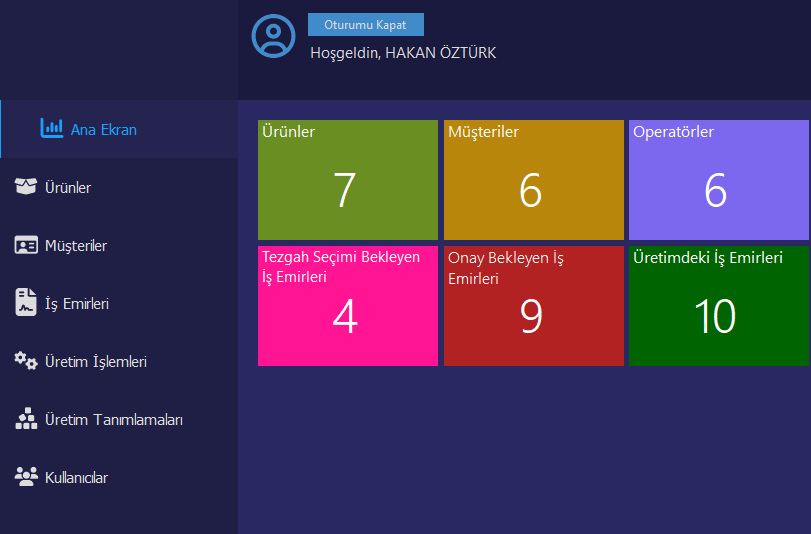 Oturumu Kapat
Hoşgeldin, HAKAN ÖZTÜRK
Ana Ekran
Ürünler
Müşteriler
İş Emirleri
Üretim İşlemleri
Üretim Tanımlamaları
Kullanıcılar
Ürünler
7
Müşteriler
6
Operatörler
6
Tezgah Seçimi Bekleyen
İş Emirleri
4
Onay Bekleyen İş
Emirleri
9
Üretimdeki İş Emirleri
10